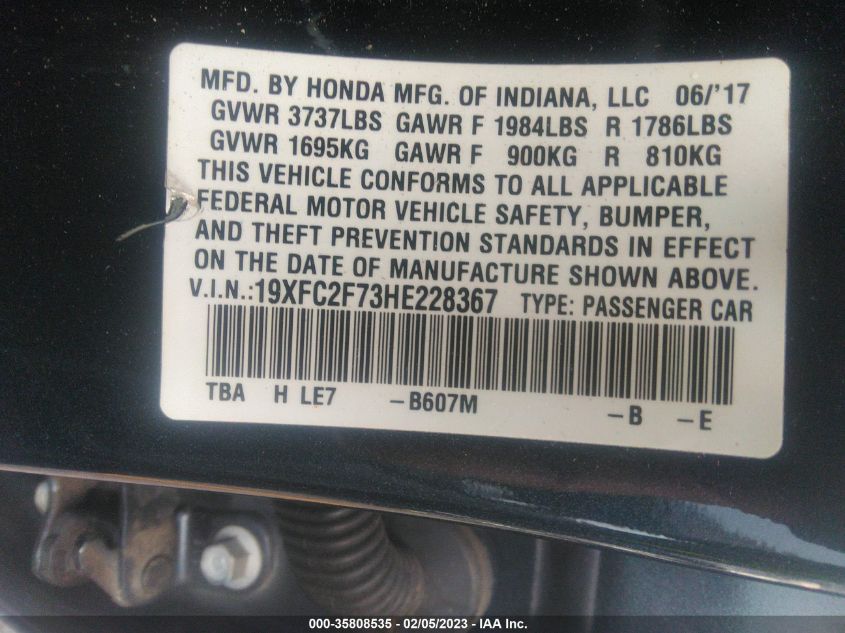 MFD. BY HONDA MFG. OF INDIANA, LLC 06/'17
GVWR 3737LBS GAWR F 1984LBS R 1786LBS
GVWR 1695KG GAWR F 900KG R 810KG
THIS VEHICLE CONFORMS TO ALL APPLICABLE
FEDERAL MOTOR VEHICLE SAFETY, BUMPER,
AND THEFT PREVENTION STANDARDS IN EFFECT
ON THE DATE OF MANUFACTURE SHOWN ABOVE.
V.I.N.:19XFC2F73HE228367 TYPE: PASSENGER CAR
TBA H LE7 -B607M -B -E
000-35808535 - 02/05/2023 - IAA Inc.